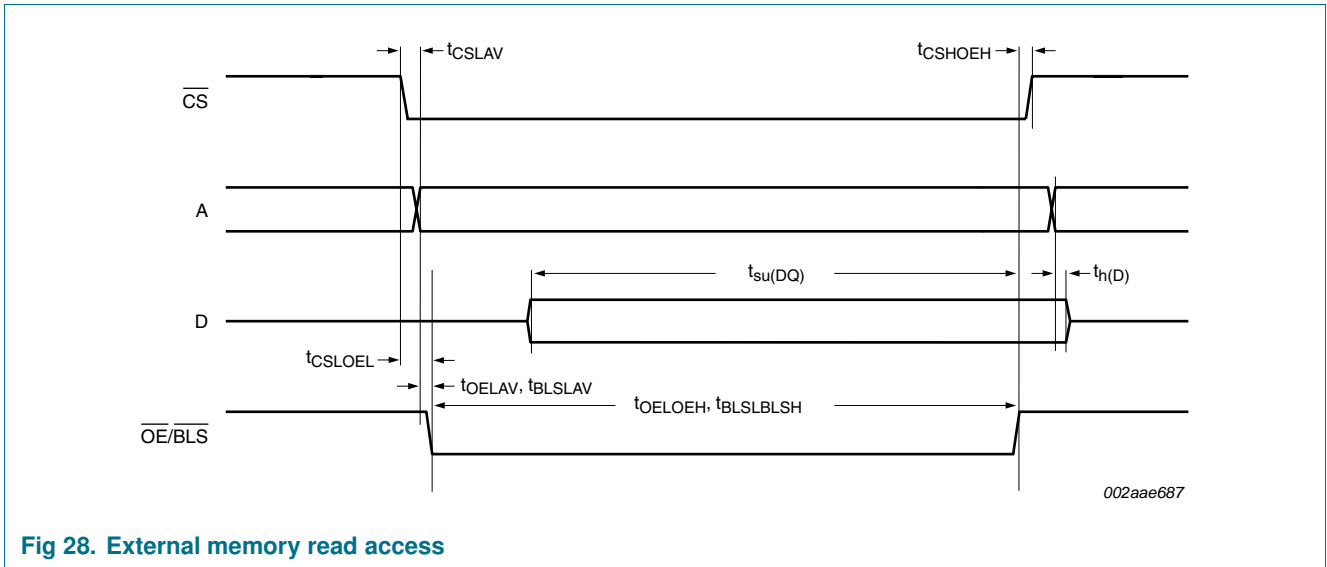 tCSLAV
tCSHOEH
CS
A
tsu(DQ)
th(D)
D
tCSLOEL
tOELAV, tBLSLAV
tOELOEH, tBLSLBLSH
OE/BLS
002aae687
Fig 28. External memory read access